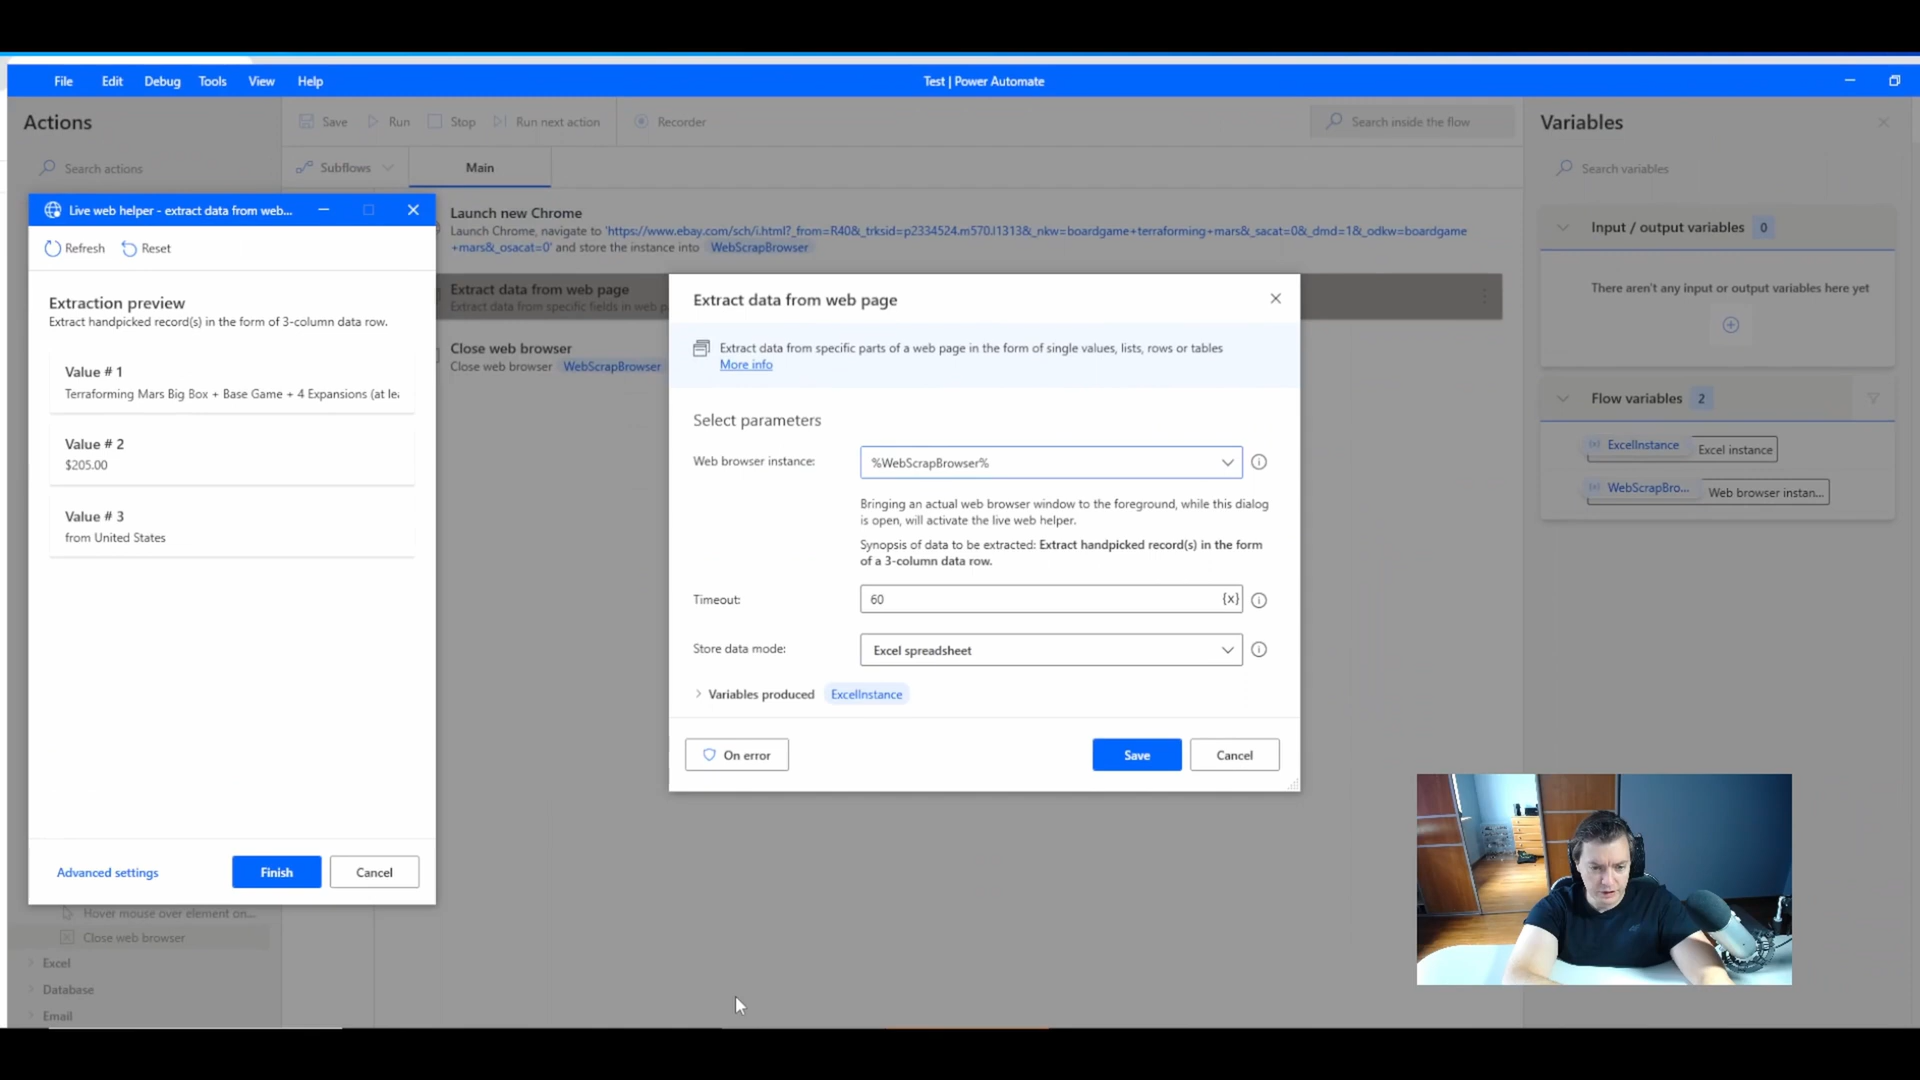 File Edit Debug Tools View Help
Test | Power Automate
Actions
Save Run Stop Run next action Recorder
Search inside the flow
Variables
Search actions
Subflows
Main
Search variables
Live web helper - extract data from web...
Refresh Reset
Extraction preview
Extract handpicked record(s) in the form of 3-column data row.
Value # 1
Terraforming Mars Big Box + Base Game + 4 Expansions (at le
Value # 2
$205.00
Value # 3
from United States
Advanced settings
Finish
Cancel
Hover mouse over element on...
Close web browser
Excel
Database
Email
Launch new Chrome
Launch Chrome, navigate to 'https://www.ebay.com/sch/i.html?_from=R40&_trksid=p2334524.m570.l1313&_nkw=boardgame+terraforming+mars&_sacat=0&_dmd=1&_odkw=boardgame
+mars&_osacat=0' and store the instance into WebScrapBrowser
Extract data from web page
Extract data from specific fields in web p
Close web browser
Close web browser WebScrapBrowser
Extract data from web page
Extract data from specific parts of a web page in the form of single values, lists, rows or tables
More info
Select parameters
Web browser instance:
%WebScrapBrowser%
Bringing an actual web browser window to the foreground, while this dialog
is open, will activate the live web helper.
Synopsis of data to be extracted: Extract handpicked record(s) in the form
of a 3-column data row.
Timeout:
60
{x}
Store data mode:
Excel spreadsheet
Variables produced ExcelInstance
On error
Save
Cancel
Input / output variables 0
There aren't any input or output variables here yet
Flow variables 2
(x) ExcelInstance Excel instance
(x) WebScrapBro... Web browser instan...